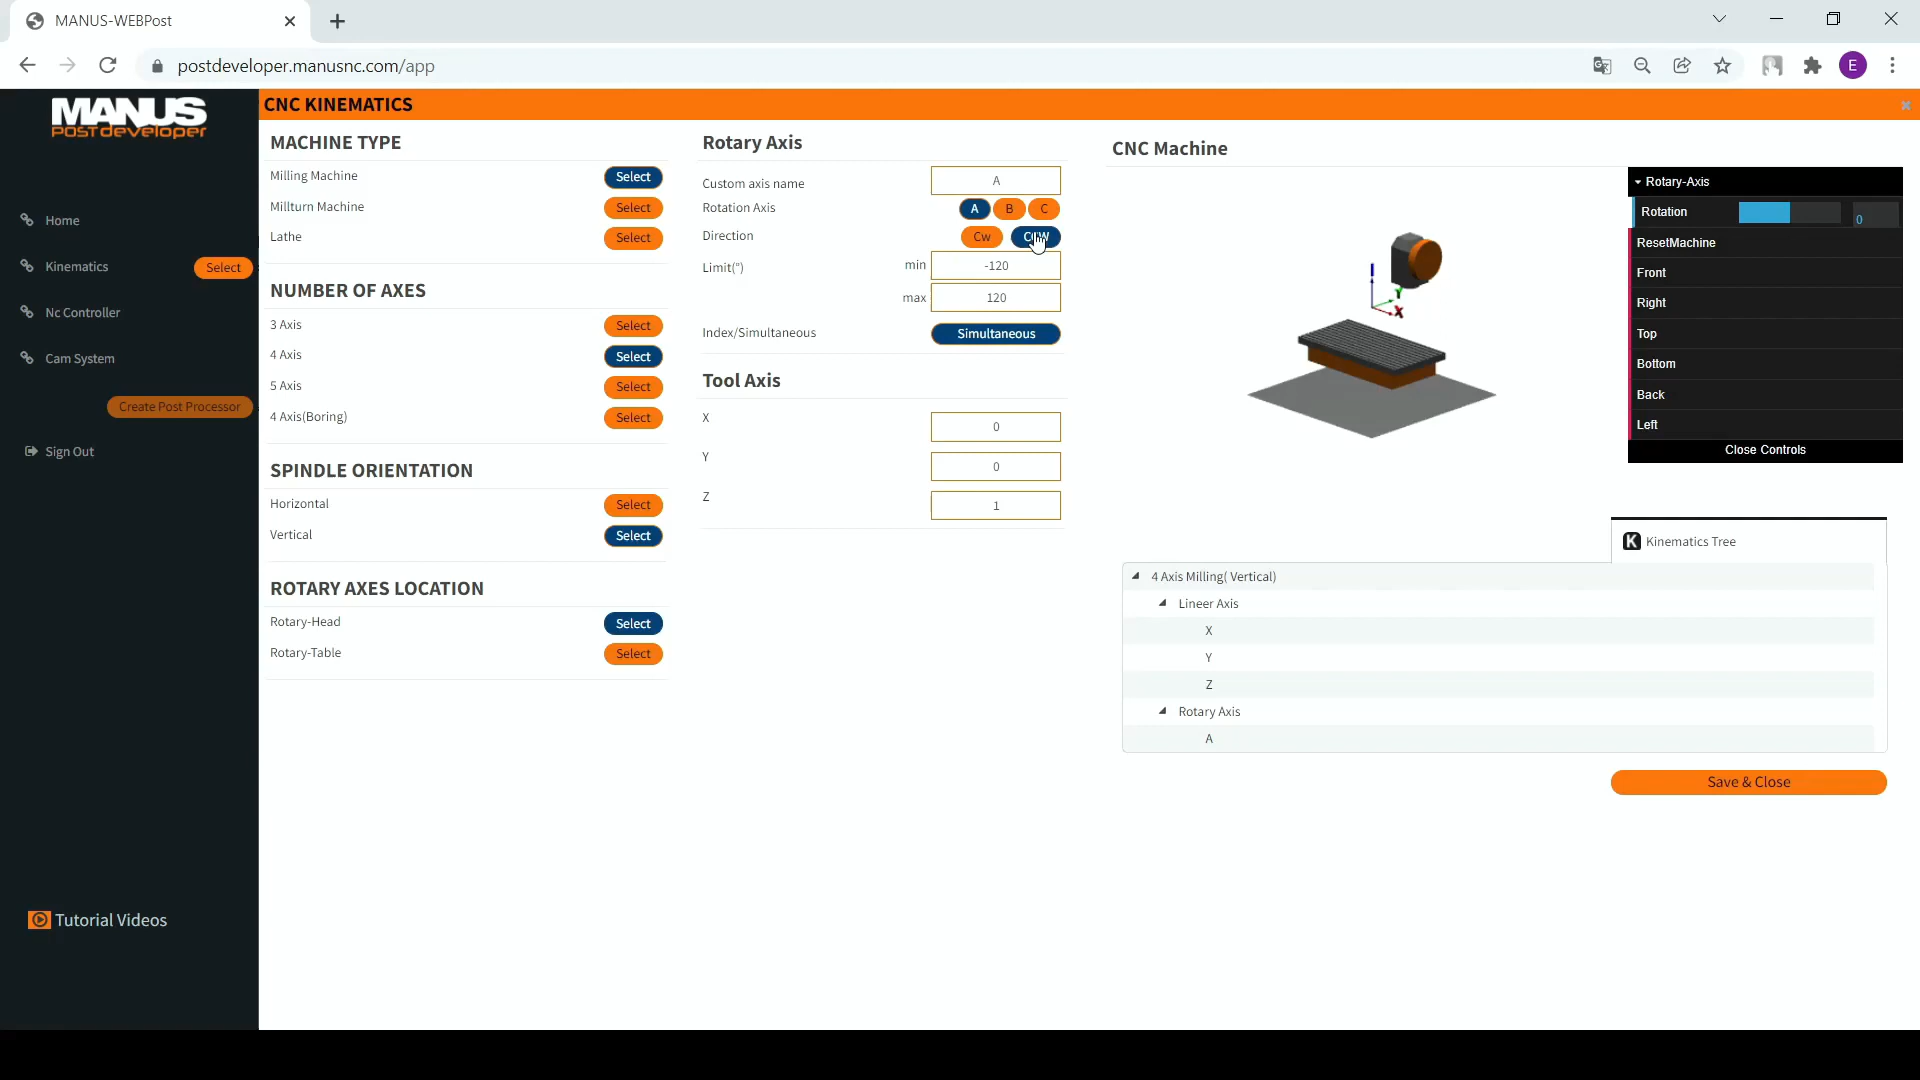 MANUS-WEBPost
postdeveloper.manusnc.com/app
E
MANUS
postdeveloper
Home
Kinematics
Select
Nc Controller
Cam System
Create Post Processor
Sign Out
Tutorial Videos
CNC KINEMATICS
MACHINE TYPE
Milling Machine Select
Millturn Machine Select
Lathe Select
NUMBER OF AXES
3 Axis Select
4 Axis Select
5 Axis Select
4 Axis(Boring) Select
SPINDLE ORIENTATION
Horizontal Select
Vertical Select
ROTARY AXES LOCATION
Rotary-Head Select
Rotary-Table Select
Rotary Axis
Custom axis name A
Rotation Axis A B C
Direction Cw CCW
Limit(°) min -120
max 120
Index/Simultaneous Simultaneous
Tool Axis
X 0
Y 0
Z 1
CNC Machine
Y
X
Rotary-Axis
Rotation 0
ResetMachine
Front
Right
Top
Bottom
Back
Left
Close Controls
K Kinematics Tree
4 Axis Milling( Vertical)
Lineer Axis
X
Y
Z
Rotary Axis
A
Save & Close